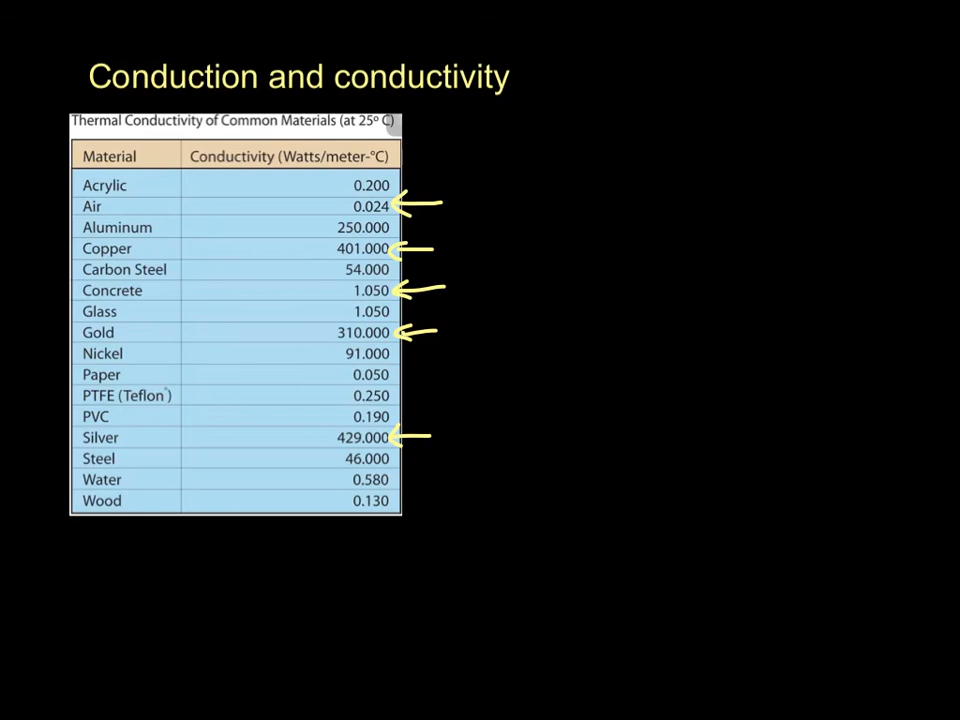 Conduction and conductivity
Thermal Conductivity of Common Materials (at 25º C)
Material Conductivity (Watts/meter-°C)
Acrylic 0.200
Air 0.024
Aluminum 250.000
Copper 401.000
Carbon Steel 54.000
Concrete 1.050
Glass 1.050
Gold 310.000
Nickel 91.000
Paper 0.050
PTFE (Teflon®) 0.250
PVC 0.190
Silver 429.000
Steel 46.000
Water 0.580
Wood 0.130